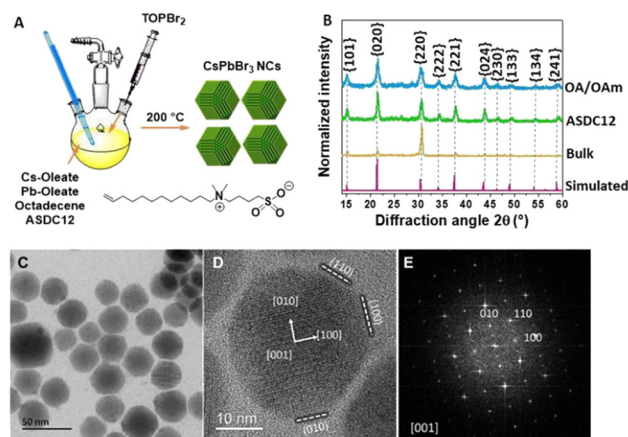 A
TOPBr₂
CsPbBr₃ NCs
200 °C
Cs-Oleate
Pb-Oleate
Octadecene
ASDC12
N
+
S
O
O
O⁻
B
Normalized intensity
{101}
{020}
{220}
{222}
{221}
{024}
{230}
{133}
{134}
{241}
OA/OAm
ASDC12
Bulk
Simulated
15 20 25 30 35 40 45 50 55 60
Diffraction angle 2θ (°)
C
50 nm
D
(110)
(100)
[010]
[100]
[001]
(010)
10 nm
E
010
110
100
[001]